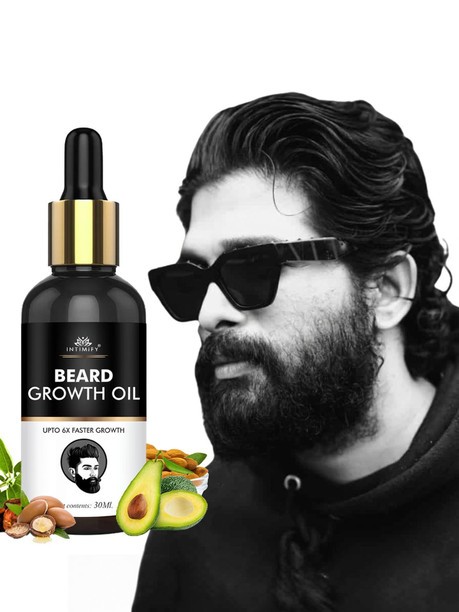 INTIMIFY®
BEARD
GROWTH OIL
UPTO 6X FASTER GROWTH
contents: 30ML